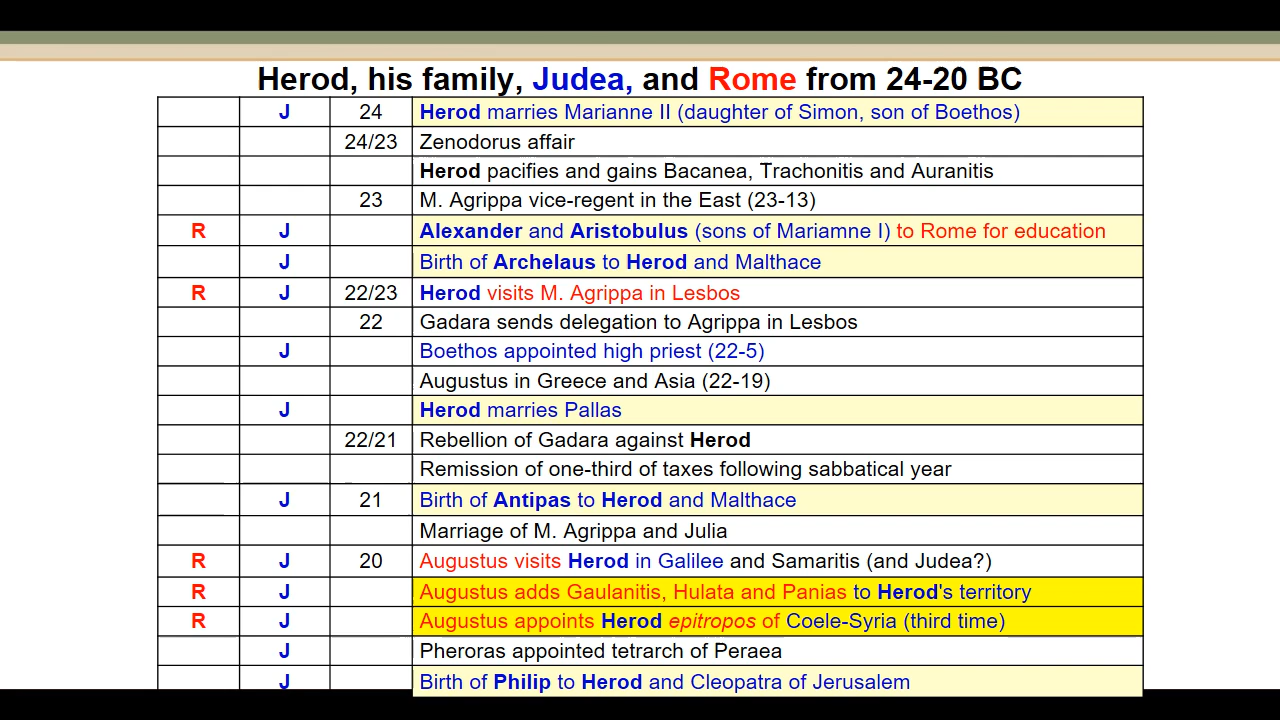 Herod, his family, Judea, and Rome from 24-20 BC
J 24 Herod marries Marianne II (daughter of Simon, son of Boethos)
24/23 Zenodorus affair
Herod pacifies and gains Bacanea, Trachonitis and Auranitis
23 M. Agrippa vice-regent in the East (23-13)
R J Alexander and Aristobulus (sons of Mariamne I) to Rome for education
J Birth of Archelaus to Herod and Malthace
R J 22/23 Herod visits M. Agrippa in Lesbos
22 Gadara sends delegation to Agrippa in Lesbos
J Boethos appointed high priest (22-5)
Augustus in Greece and Asia (22-19)
J Herod marries Pallas
22/21 Rebellion of Gadara against Herod
Remission of one-third of taxes following sabbatical year
J 21 Birth of Antipas to Herod and Malthace
Marriage of M. Agrippa and Julia
R J 20 Augustus visits Herod in Galilee and Samaritis (and Judea?)
R J Augustus adds Gaulanitis, Hulata and Panias to Herod's territory
R J Augustus appoints Herod epitropos of Coele-Syria (third time)
J Pheroras appointed tetrarch of Peraea
J Birth of Philip to Herod and Cleopatra of Jerusalem